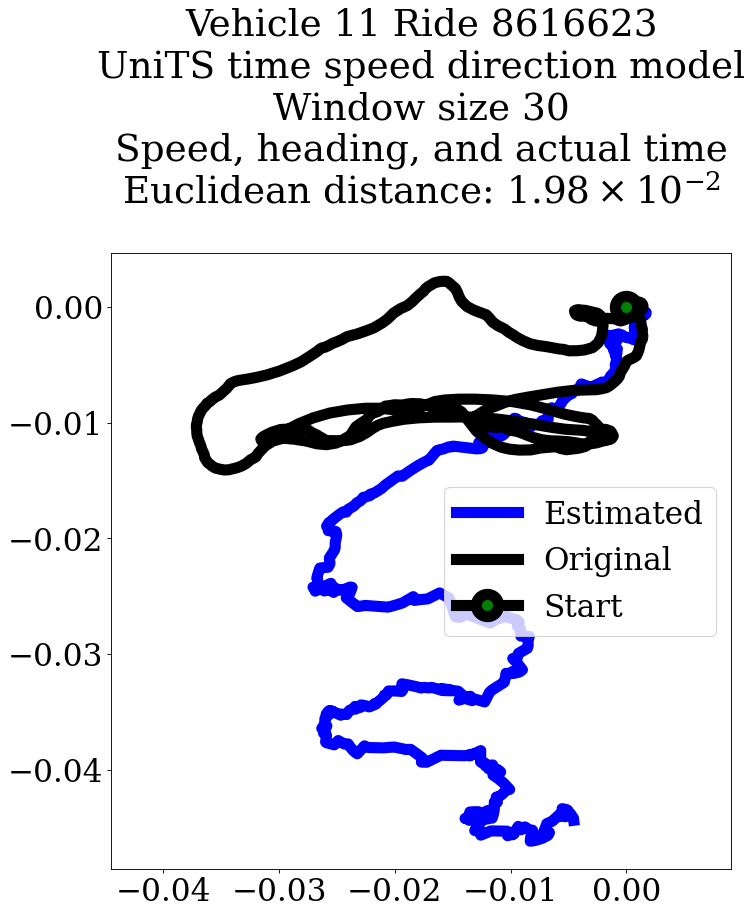 Vehicle 11 Ride 8616623
UniTS time speed direction model
Window size 30
Speed, heading, and actual time
Euclidean distance: 1.98 × 10⁻²
0.00
−0.01
−0.02
−0.03
−0.04
Estimated
Original
Start
−0.04 −0.03 −0.02 −0.01 0.00